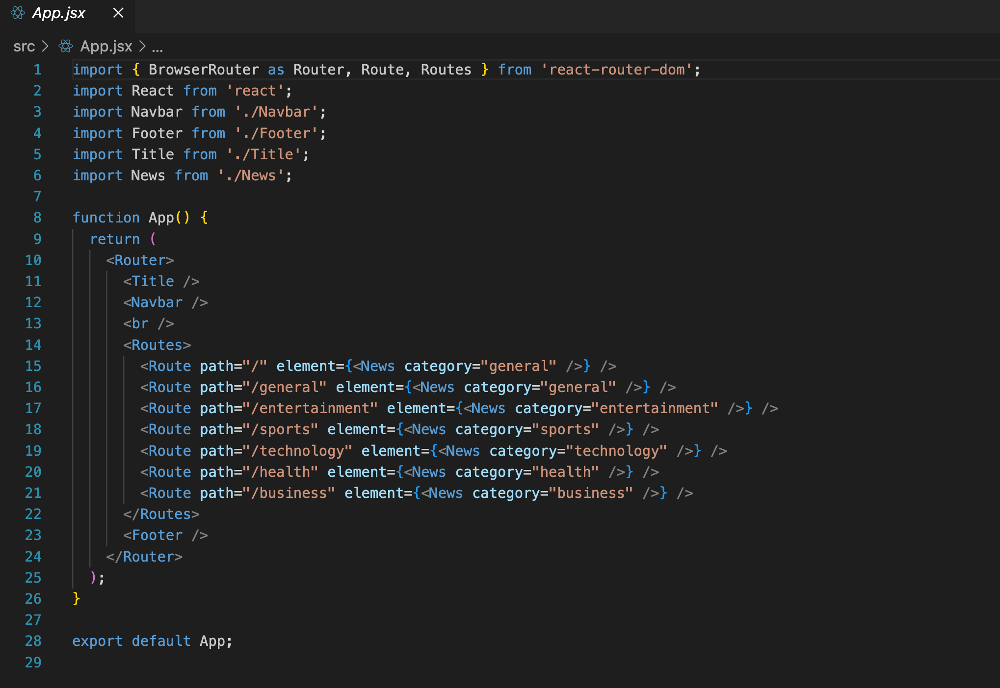 App.jsx
src > App.jsx > ...
1 import { BrowserRouter as Router, Route, Routes } from 'react-router-dom';
2 import React from 'react';
3 import Navbar from './Navbar';
4 import Footer from './Footer';
5 import Title from './Title';
6 import News from './News';
7
8 function App() {
9   return (
10     <Router>
11       <Title />
12       <Navbar />
13       <br />
14       <Routes>
15         <Route path="/" element={<News category="general" />} />
16         <Route path="/general" element={<News category="general" />} />
17         <Route path="/entertainment" element={<News category="entertainment" />} />
18         <Route path="/sports" element={<News category="sports" />} />
19         <Route path="/technology" element={<News category="technology" />} />
20         <Route path="/health" element={<News category="health" />} />
21         <Route path="/business" element={<News category="business" />} />
22       </Routes>
23       <Footer />
24     </Router>
25   );
26 }
27
28 export default App;
29